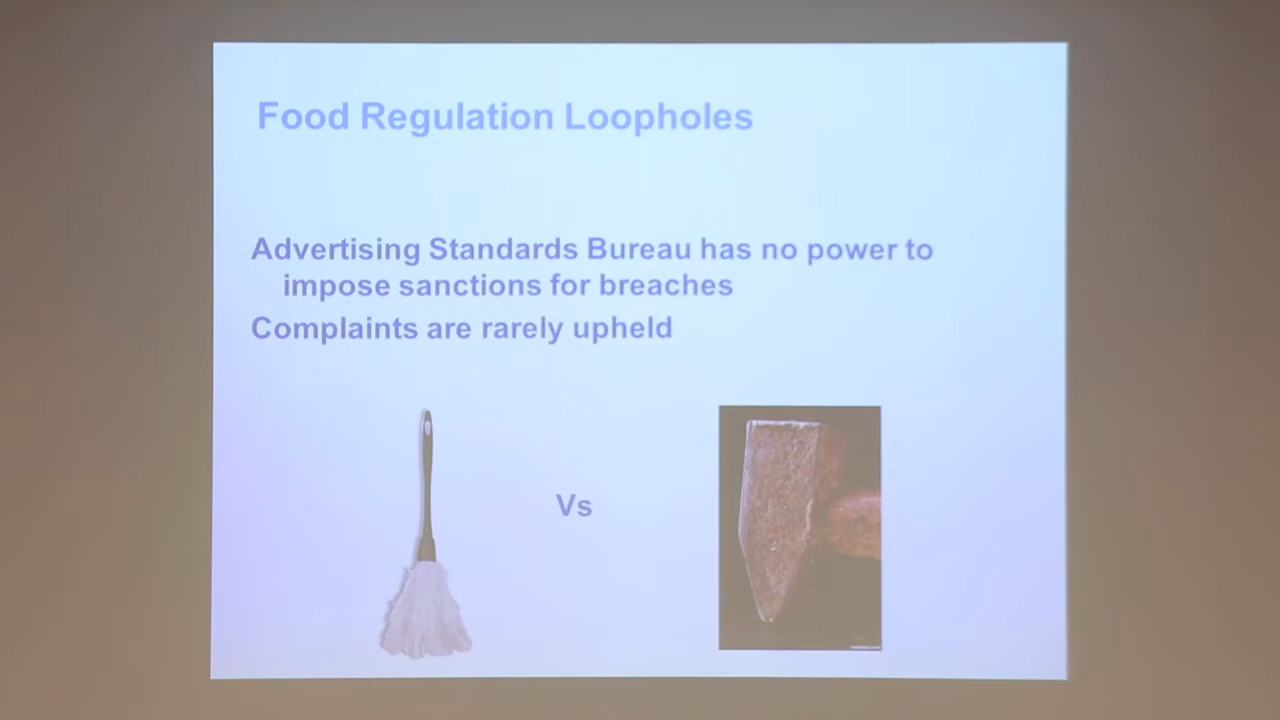 Food Regulation Loopholes
Advertising Standards Bureau has no power to
impose sanctions for breaches
Complaints are rarely upheld
Vs